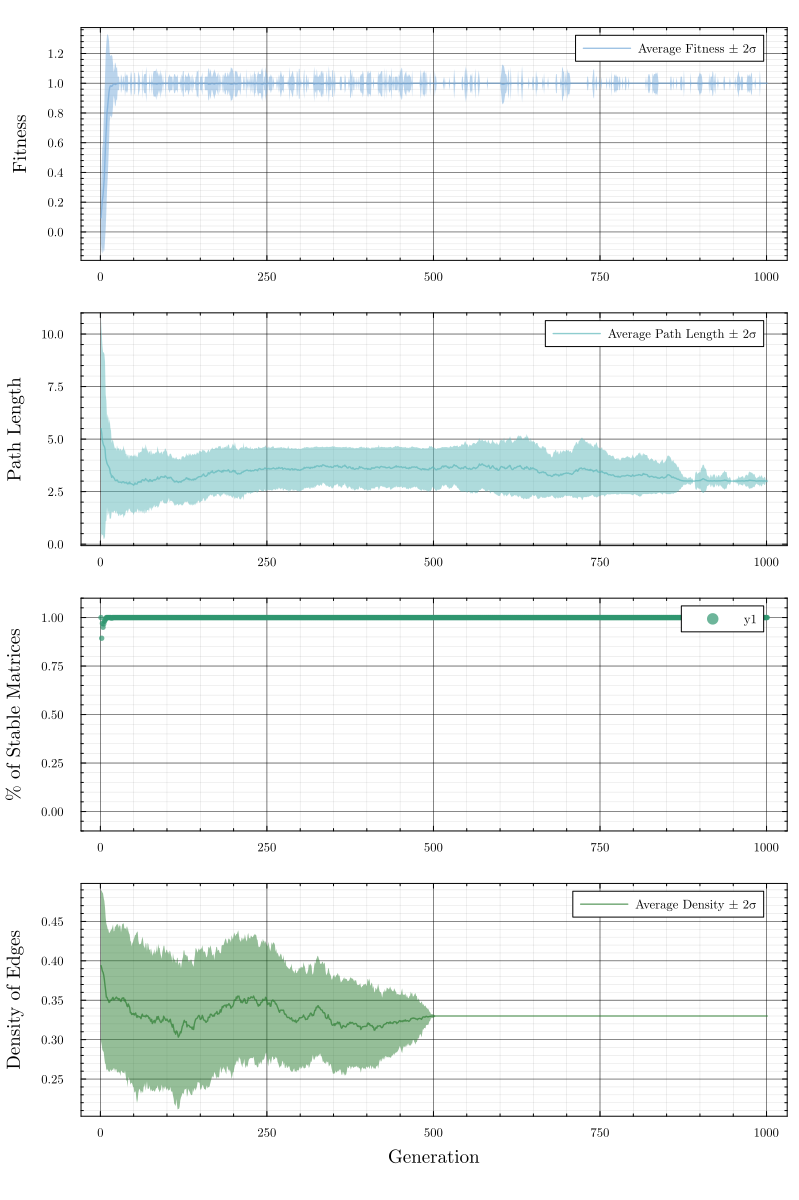 Fitness
1.2
1.0
0.8
0.6
0.4
0.2
0.0
Average Fitness ± 2σ
0 250 500 750 1000
Path Length
10.0
7.5
5.0
2.5
0.0
Average Path Length ± 2σ
0 250 500 750 1000
% of Stable Matrices
1.00
0.75
0.50
0.25
0.00
y1
0 250 500 750 1000
Density of Edges
0.45
0.40
0.35
0.30
0.25
Average Density ± 2σ
0 250 500 750 1000
Generation